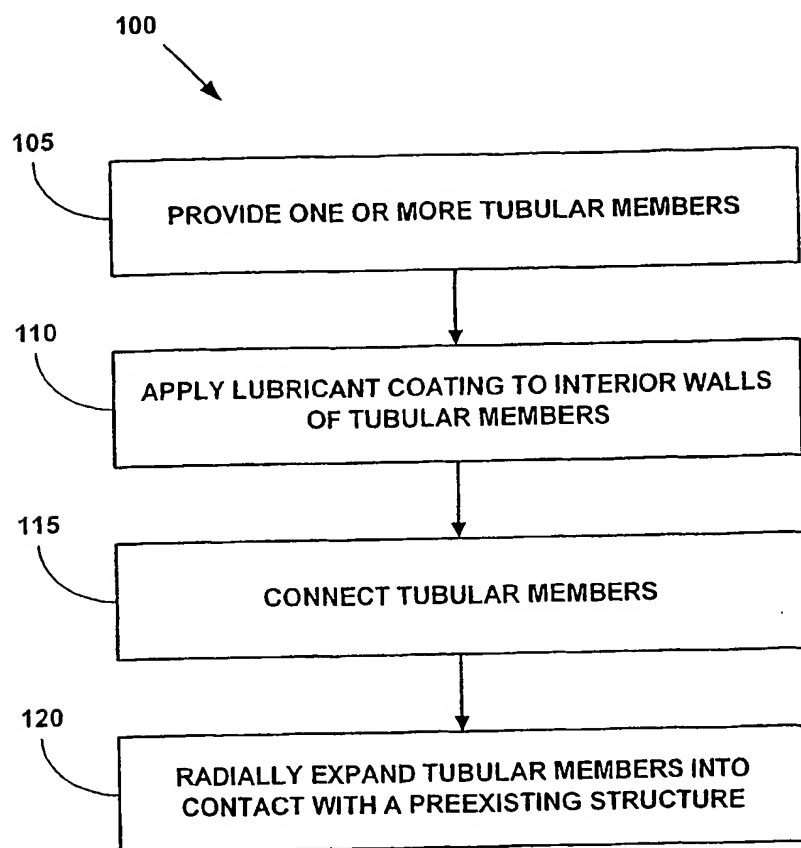 100
105
PROVIDE ONE OR MORE TUBULAR MEMBERS
110
APPLY LUBRICANT COATING TO INTERIOR WALLS
OF TUBULAR MEMBERS
115
CONNECT TUBULAR MEMBERS
120
RADIALLY EXPAND TUBULAR MEMBERS INTO
CONTACT WITH A PREEXISTING STRUCTURE